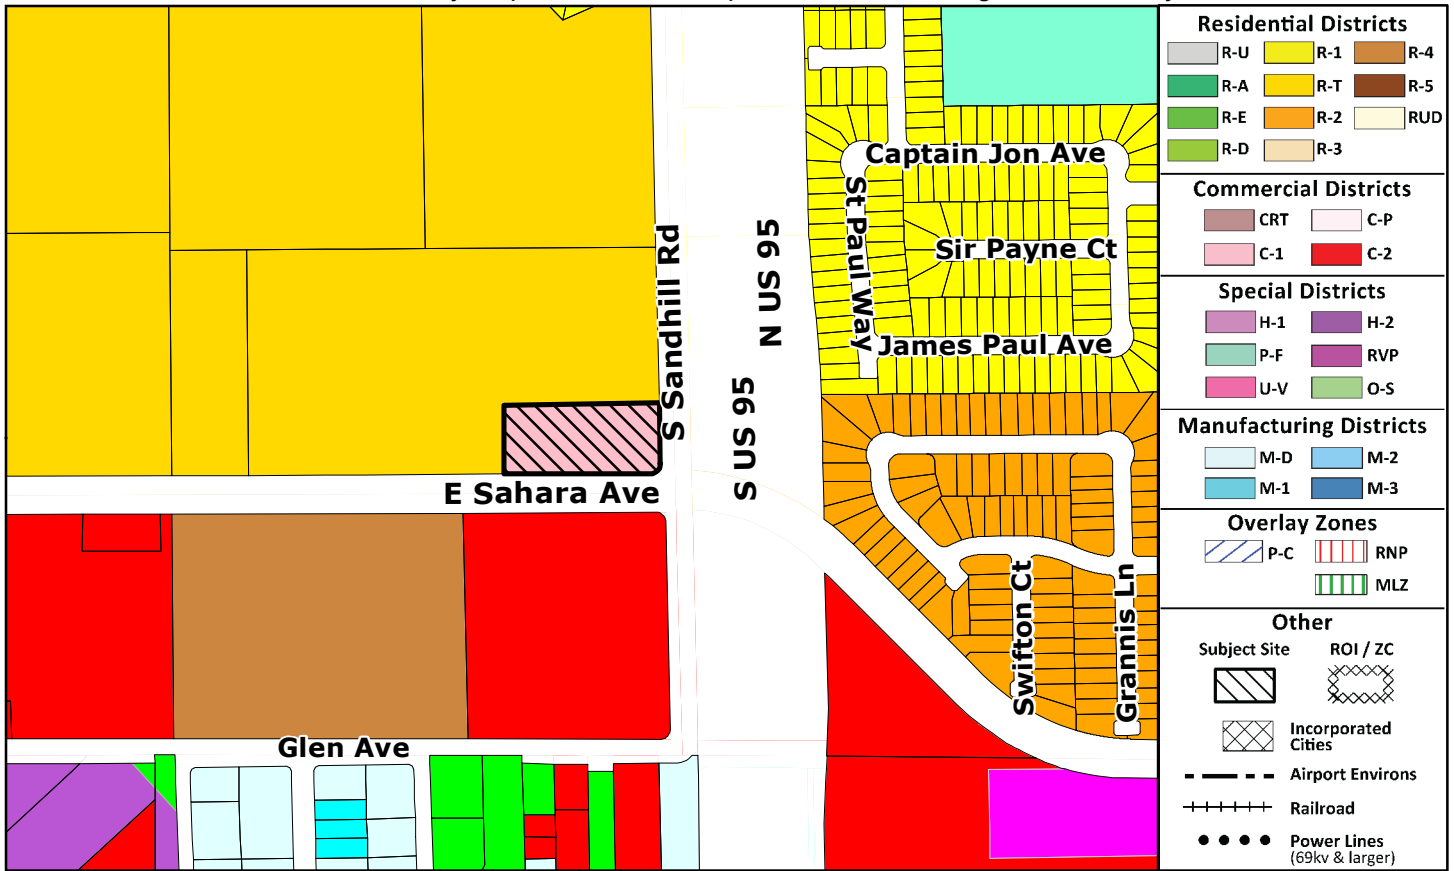 Captain Jon Ave
St Paul Way
Sir Payne Ct
James Paul Ave
S Sandhill Rd
N US 95
S US 95
E Sahara Ave
Swifton Ct
Grannis Ln
Glen Ave
Residential Districts
R-U R-1 R-4
R-A R-T R-5
R-E R-2 RUD
R-D R-3
Commercial Districts
CRT C-P
C-1 C-2
Special Districts
H-1 H-2
P-F RVP
U-V O-S
Manufacturing Districts
M-D M-2
M-1 M-3
Overlay Zones
P-C RNP
MLZ
Other
Subject Site ROI / ZC
Incorporated
Cities
Airport Environs
Railroad
Power Lines
(69kv & larger)